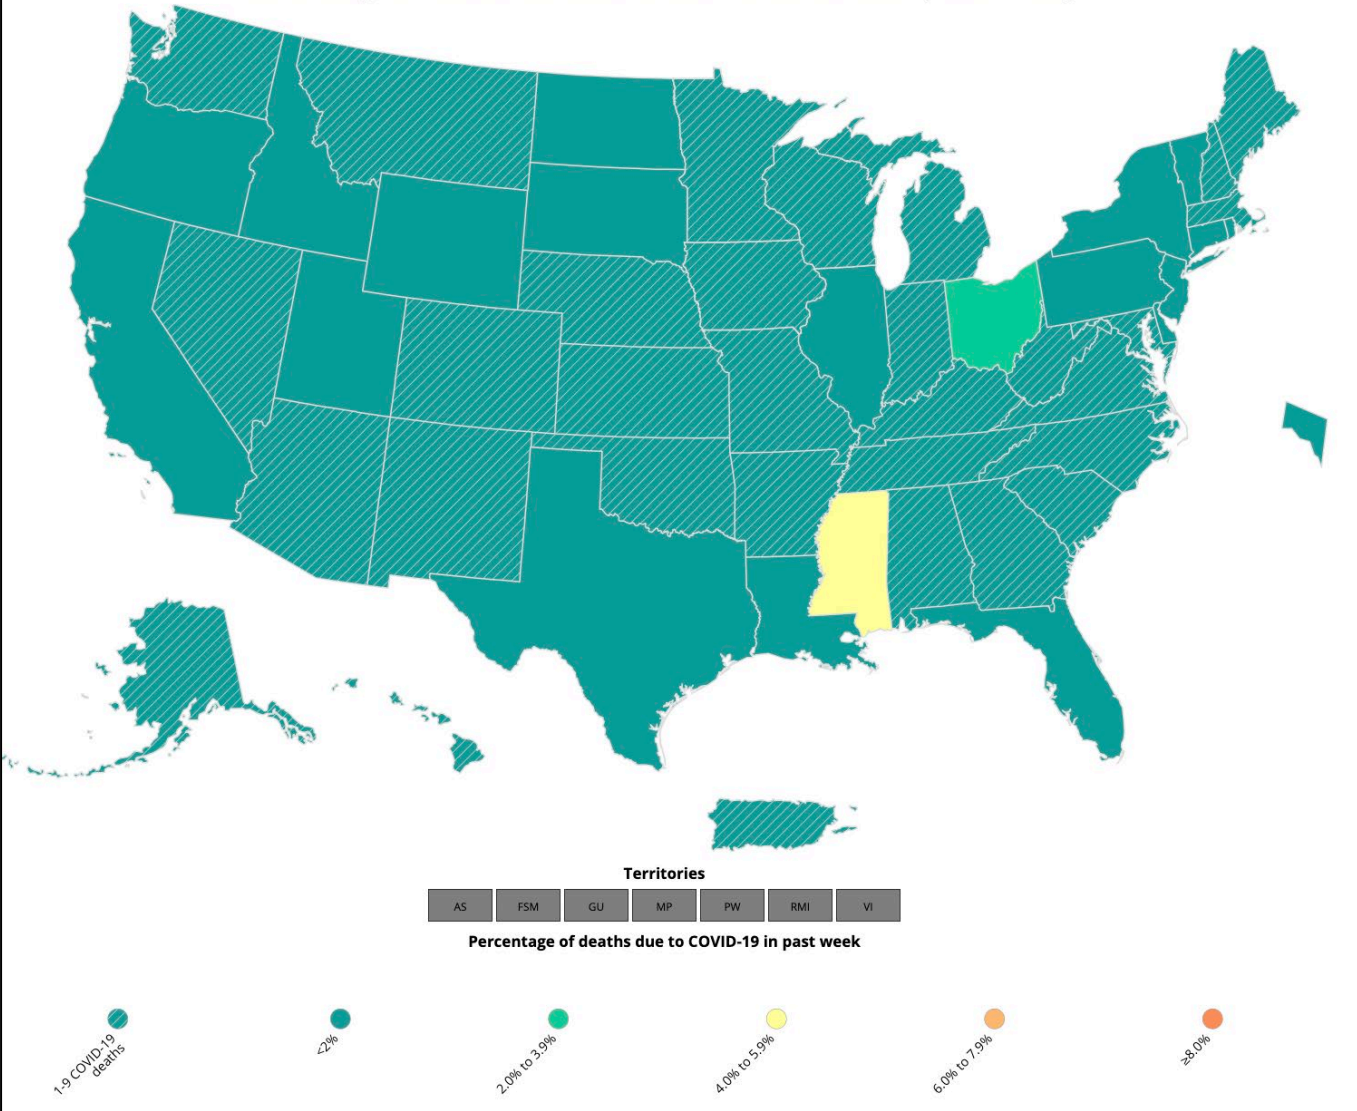 Territories
AS FSM GU MP PW RMI VI
Percentage of deaths due to COVID-19 in past week
1-9 COVID-19
deaths
<2%
2.0% to 3.9%
4.0% to 5.9%
6.0% to 7.9%
≥8.0%